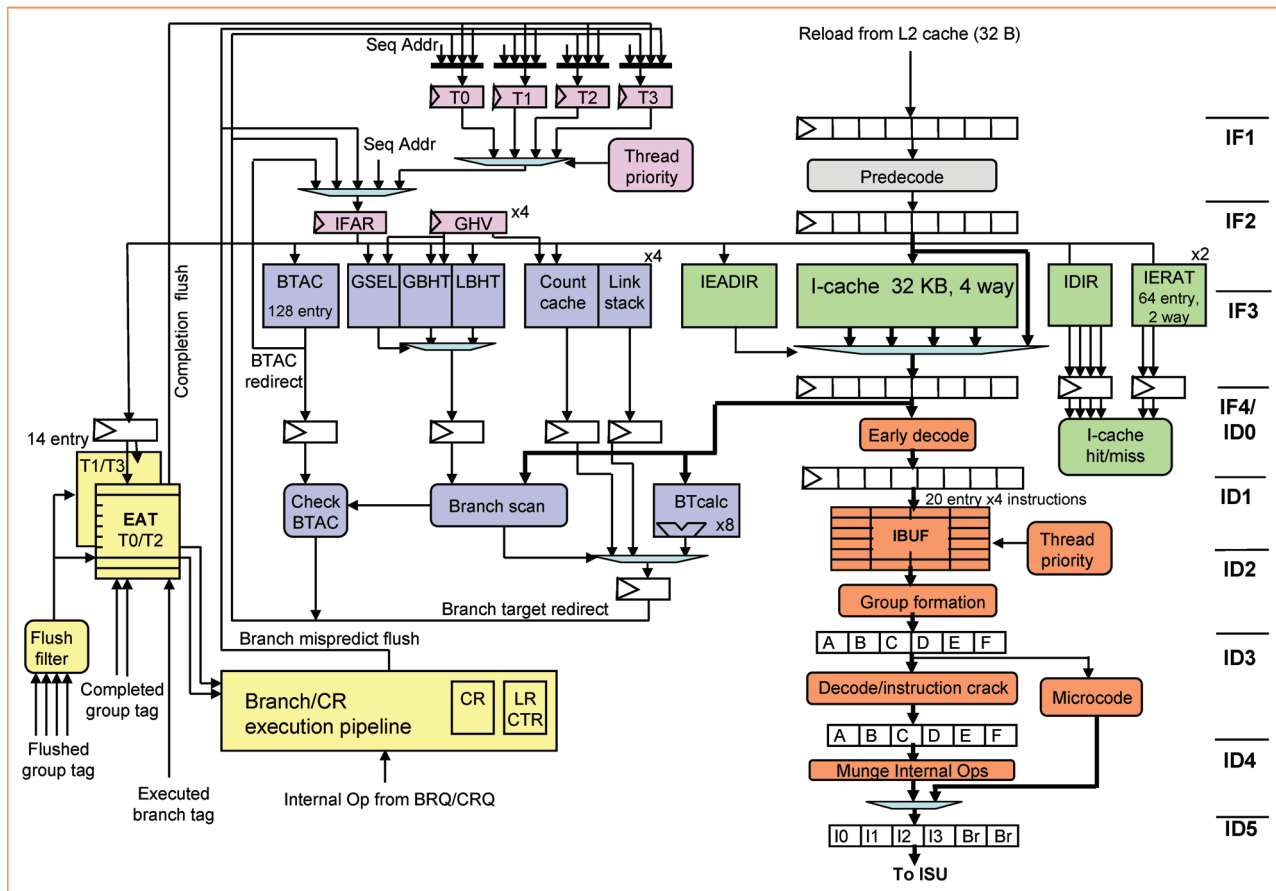 Reload from L2 cache (32 B)
Seq Addr
T0
T1
T2
T3
IF1
Seq Addr
Thread
priority
Predecode
IFAR
GHV
x4
IF2
BTAC
128 entry
GSEL
GBHT
LBHT
Count
cache
Link
stack
x4
IEADIR
I-cache 32 KB, 4 way
IDIR
IERAT
64 entry,
2 way
x2
IF3
Completion flush
BTAC
redirect
IF4/
ID0
14 entry
Early decode
I-cache
hit/miss
T1/T3
EAT
T0/T2
Check
BTAC
Branch scan
BTcalc
x8
ID1
20 entry x4 instructions
IBUF
Thread
priority
ID2
Branch target redirect
Group formation
Flush
filter
Branch mispredict flush
A
B
C
D
E
F
ID3
Completed
group tag
Branch/CR
execution pipeline
CR
LR
CTR
Decode/instruction crack
Microcode
A
B
C
D
E
F
Flushed
group tag
ID4
Munge Internal Ops
Executed
branch tag
Internal Op from BRQ/CRQ
I0
I1
I2
I3
Br
Br
ID5
To ISU